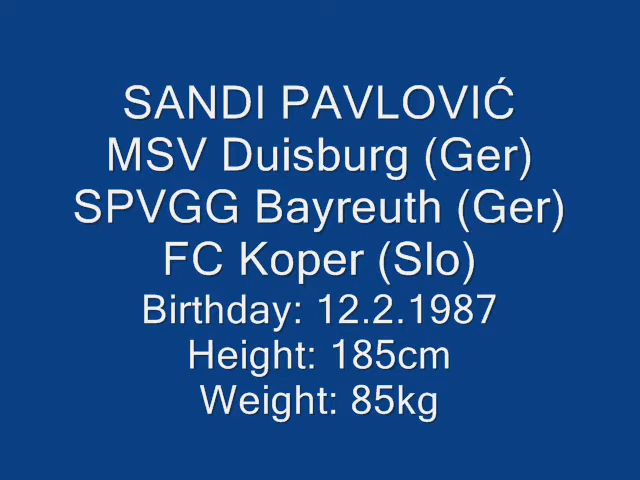 SANDI PAVLOVIĆ
MSV Duisburg (Ger)
SPVGG Bayreuth (Ger)
FC Koper (Slo)
Birthday: 12.2.1987
Height: 185cm
Weight: 85kg